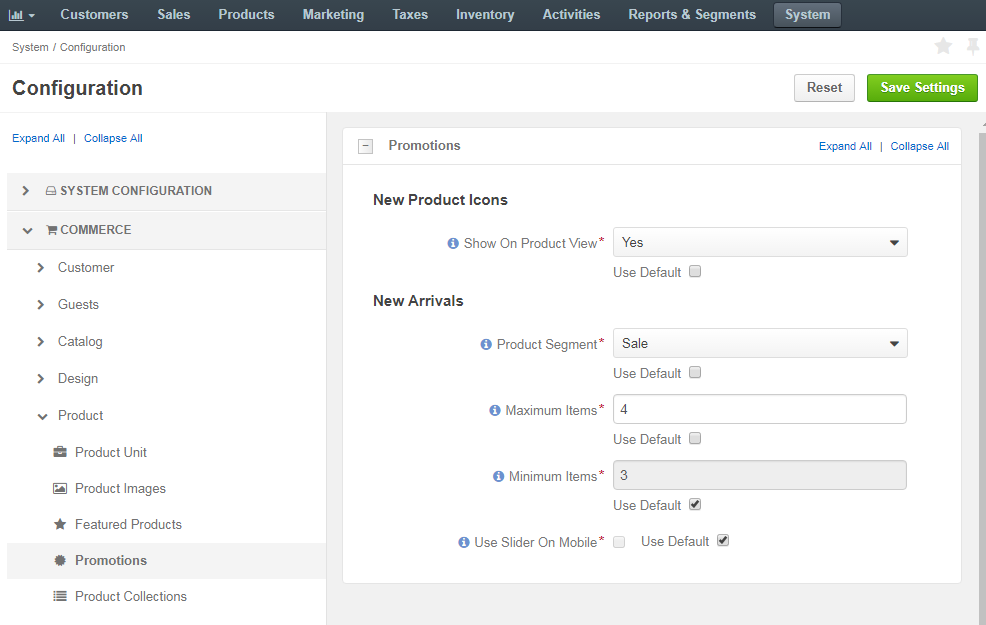 Customers Sales Products Marketing Taxes Inventory Activities Reports & Segments System
System / Configuration
Configuration
Reset Save Settings
Expand All | Collapse All
SYSTEM CONFIGURATION
COMMERCE
Customer
Guests
Catalog
Design
Product
Product Unit
Product Images
Featured Products
Promotions
Product Collections
Promotions Expand All | Collapse All
New Product Icons
Show On Product View* Yes
Use Default
New Arrivals
Product Segment* Sale
Use Default
Maximum Items* 4
Use Default
Minimum Items* 3
Use Default
Use Slider On Mobile* Use Default